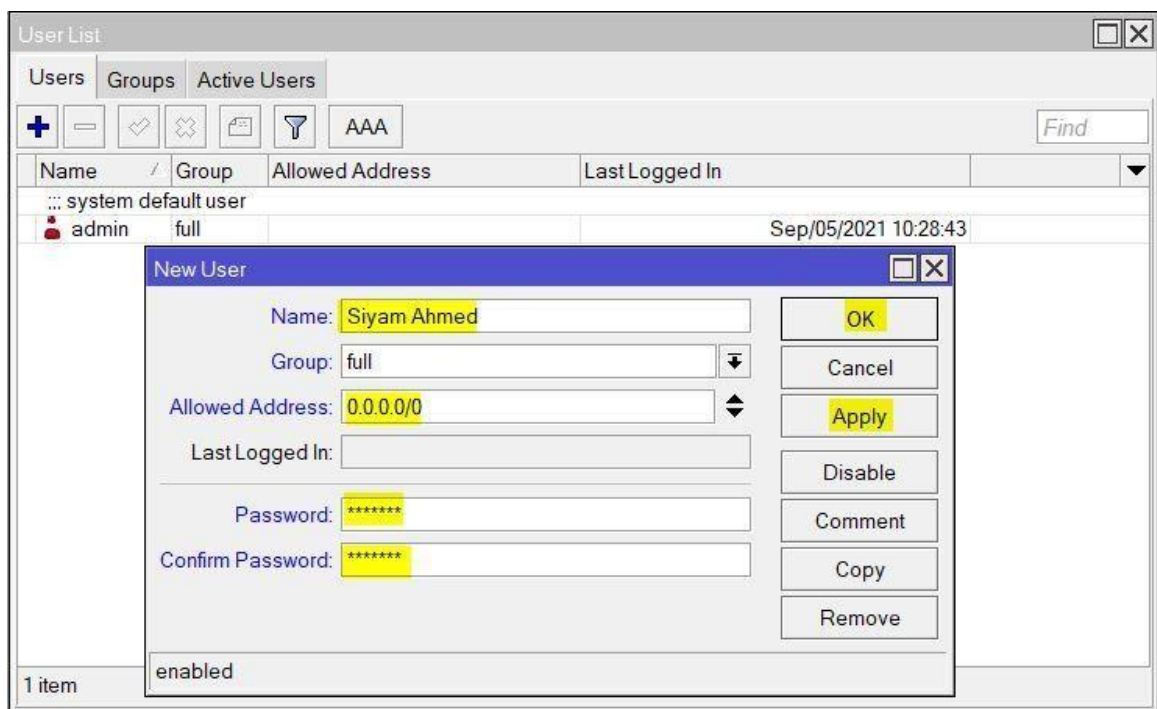 User List
Users Groups Active Users
AAA Find
Name Group Allowed Address Last Logged In
;;; system default user
admin full Sep/05/2021 10:28:43
New User
Name: Siyam Ahmed OK
Group: full Cancel
Allowed Address: 0.0.0.0/0 Apply
Last Logged In:
Disable
Password: *******
Comment
Confirm Password: *******
Copy
Remove
enabled
1 item